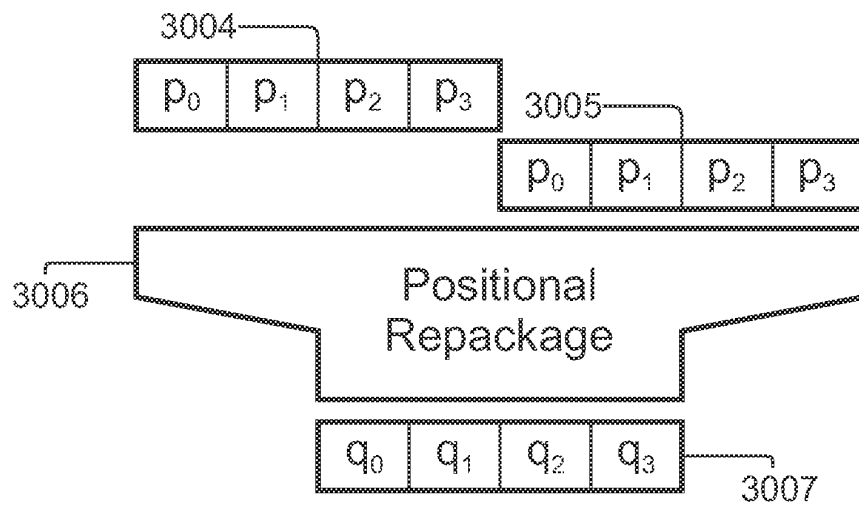 3004
p₀ p₁ p₂ p₃
3005
p₀ p₁ p₂ p₃
Positional
Repackage
3006
q₀ q₁ q₂ q₃
3007